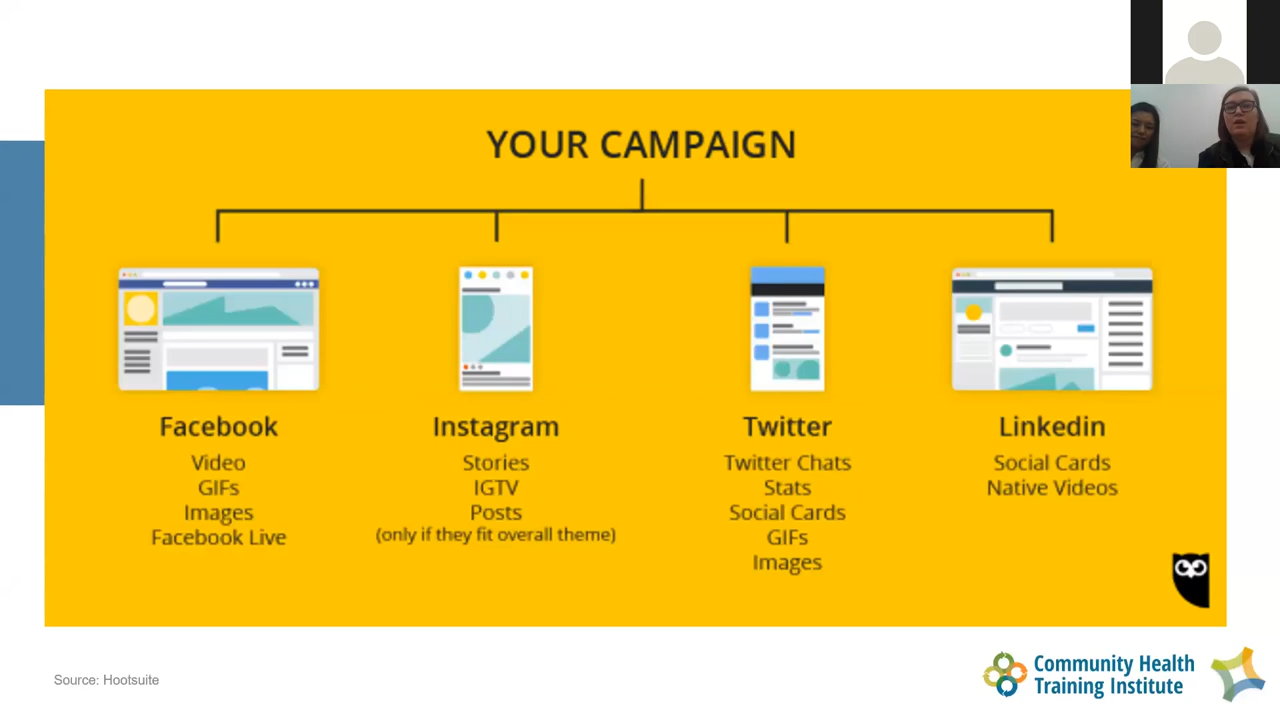 YOUR CAMPAIGN
Facebook
Video
GIFs
Images
Facebook Live
Instagram
Stories
IGTV
Posts
(only if they fit overall theme)
Twitter
Twitter Chats
Stats
Social Cards
GIFs
Images
Linkedin
Social Cards
Native Videos
Source: Hootsuite
Community Health
Training Institute